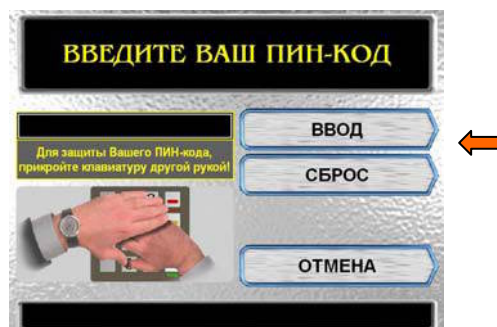 ВВЕДИТЕ ВАШ ПИН-КОД
ВВОД
Для защиты Вашего ПИН-кода,
прикройте клавиатуру другой рукой!
СБРОС
ОТМЕНА